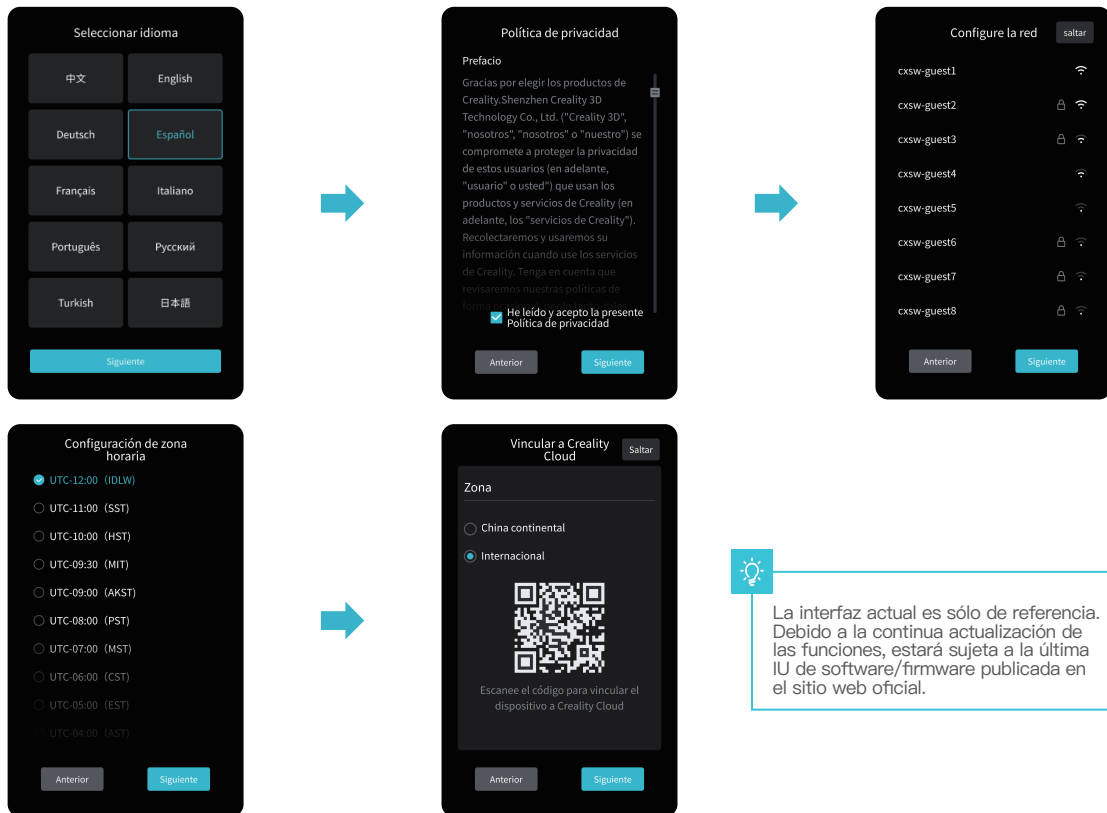 Seleccionar idioma
中文
English
Deutsch
Español
Français
Italiano
Português
Русский
Turkish
日本語
Siguiente
Política de privacidad
Prefacio
Gracias por elegir los productos de
Creality.Shenzhen Creality 3D
Technology Co., Ltd. ("Creality 3D",
"nosotros", "nosotros" o "nuestro") se
compromete a proteger la privacidad
de estos usuarios (en adelante,
"usuario" o usted") que usan los
productos y servicios de Creality (en
adelante, los "servicios de Creality").
Recolectaremos y usaremos su
información cuando use los servicios
de Creality. Tenga en cuenta que
revisaremos nuestras políticas de
He leído y acepto la presente
Política de privacidad
Anterior
Siguiente
Configure la red
saltar
cxsw-guest1
cxsw-guest2
cxsw-guest3
cxsw-guest4
cxsw-guest5
cxsw-guest6
cxsw-guest7
cxsw-guest8
Anterior
Siguiente
Configuración de zona
horaria
UTC-12:00 (IDLW)
UTC-11:00 (SST)
UTC-10:00 (HST)
UTC-09:30 (MIT)
UTC-09:00 (AKST)
UTC-08:00 (PST)
UTC-07:00 (MST)
UTC-06:00 (CST)
UTC-05:00 (EST)
UTC-04:00 (AST)
Anterior
Siguiente
Vincular a Creality
Cloud
Saltar
Zona
China continental
Internacional
Escanee el código para vincular el
dispositivo a Creality Cloud
Anterior
Siguiente
La interfaz actual es sólo de referencia.
Debido a la continua actualización de
las funciones, estará sujeta a la última
IU de software/firmware publicada en
el sitio web oficial.